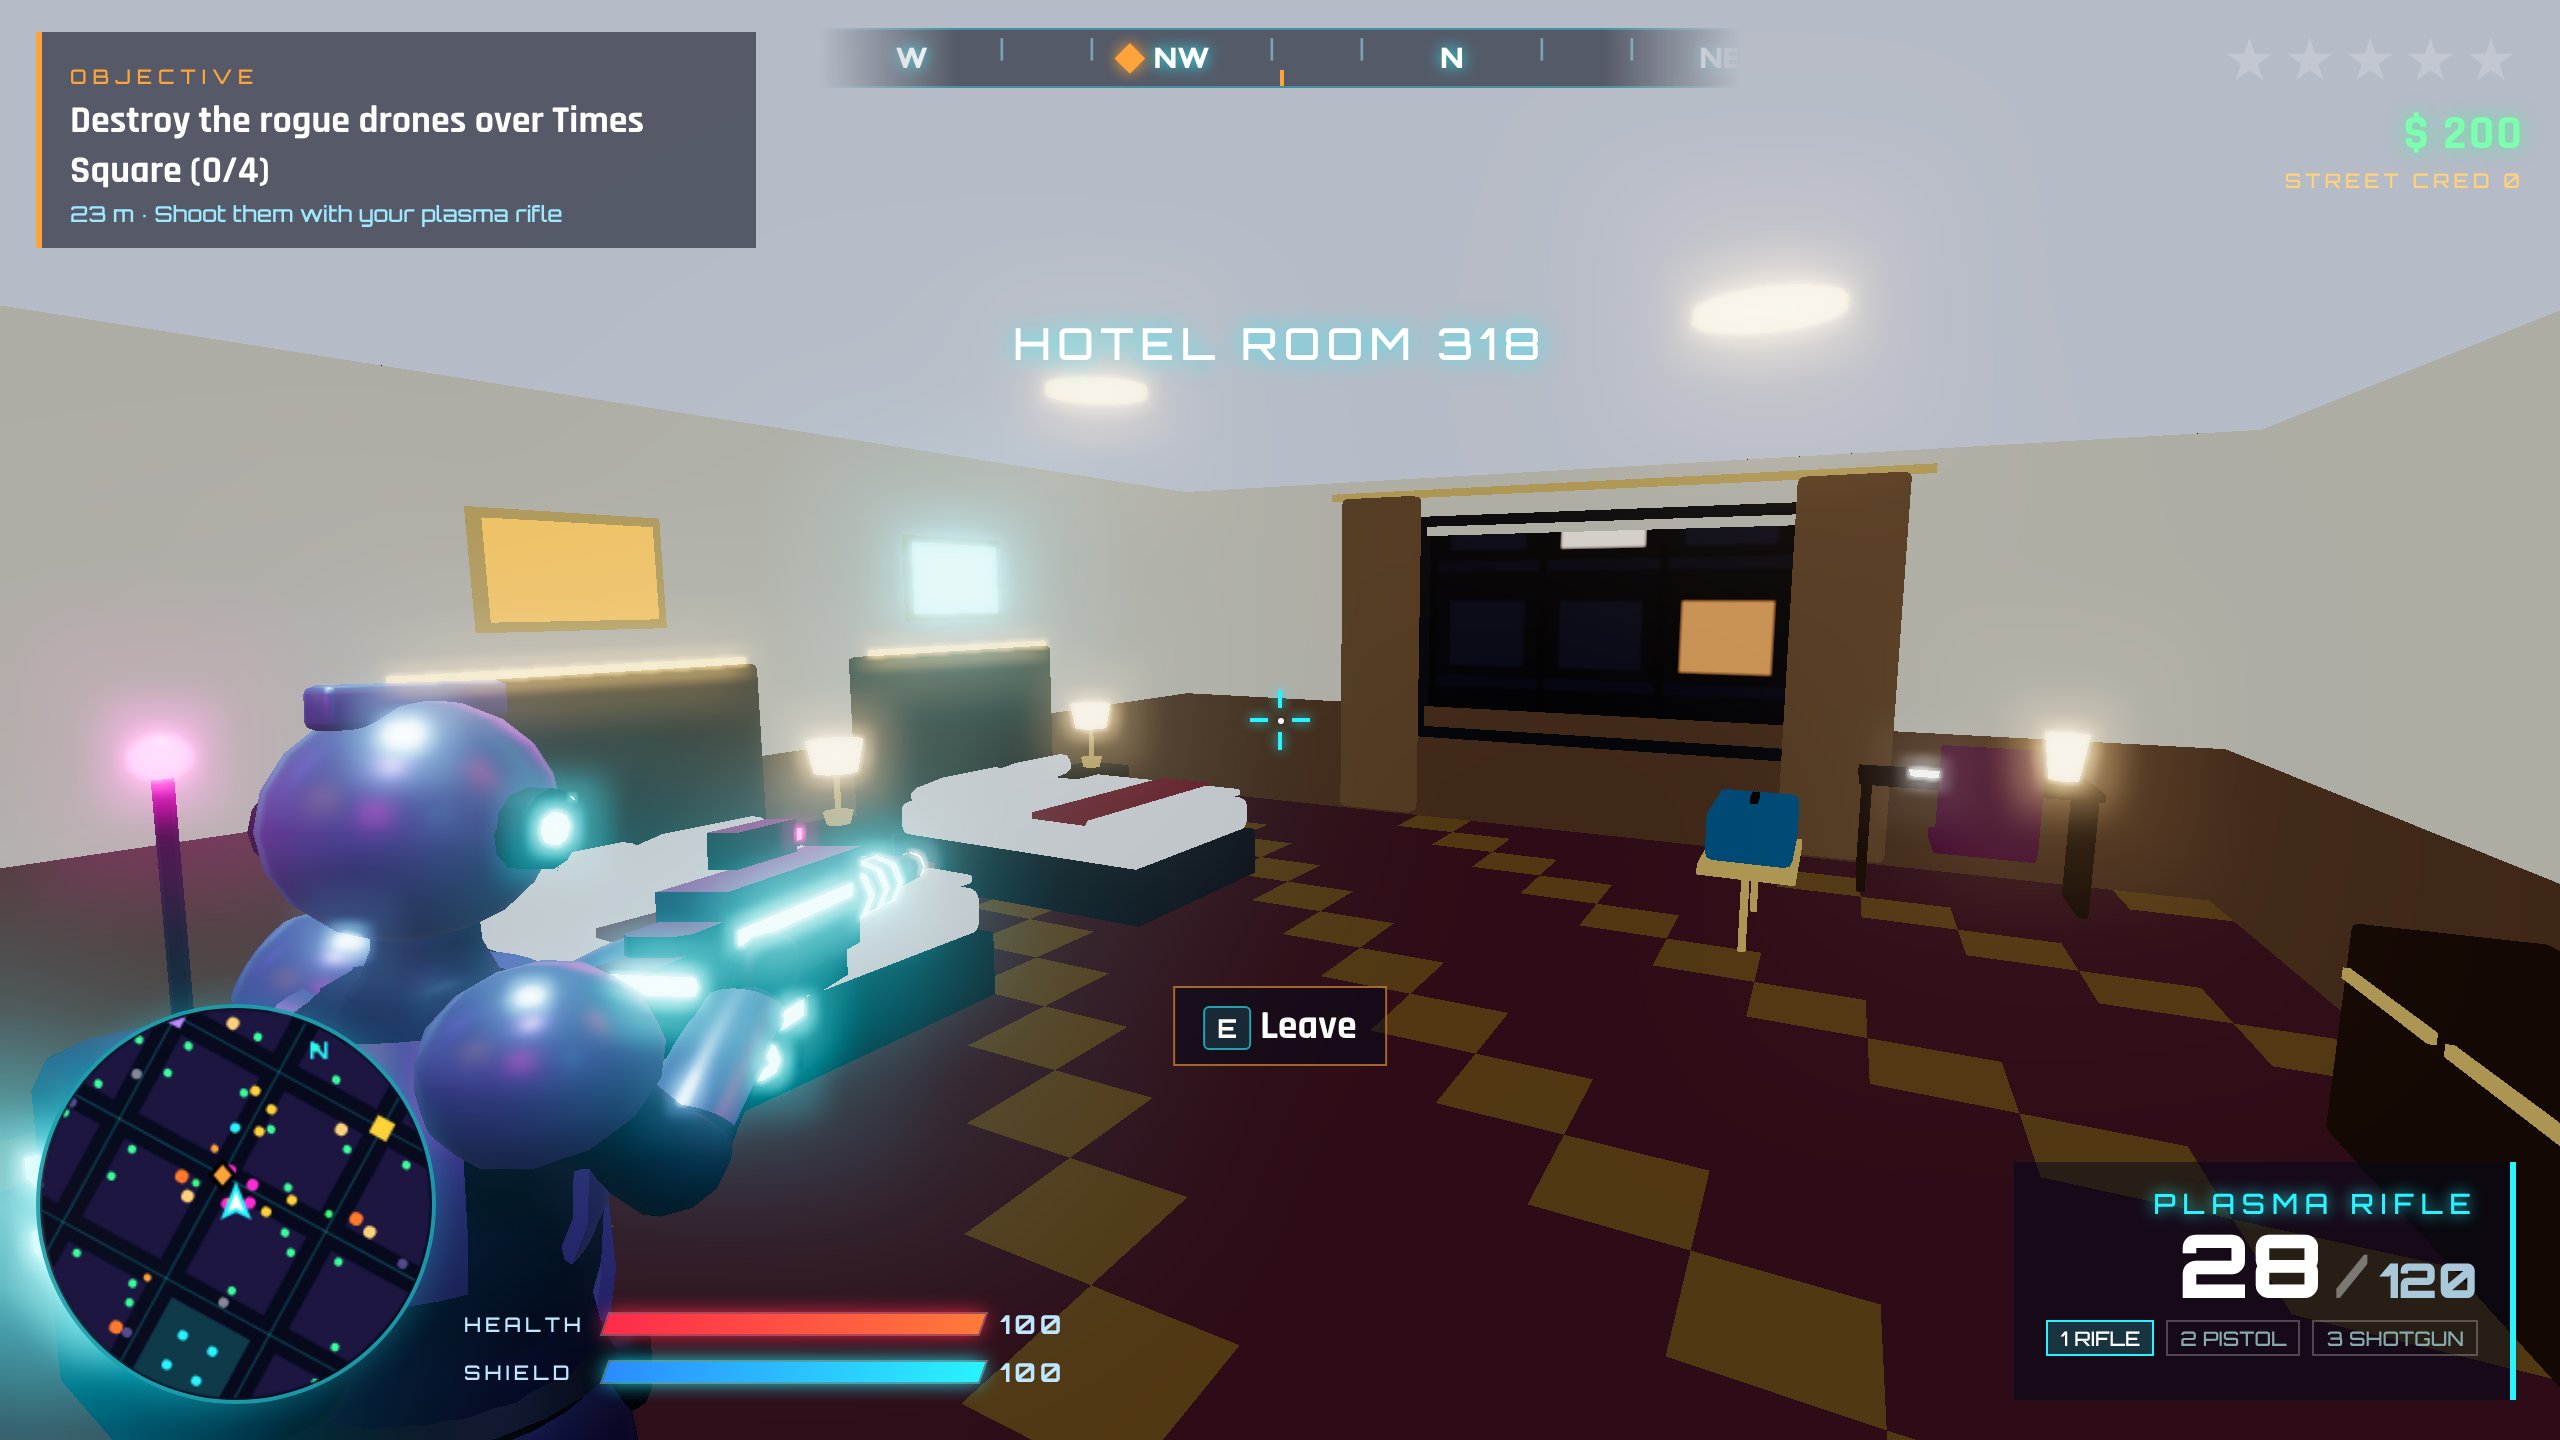 OBJECTIVE
Destroy the rogue drones over Times
Square (0/4)
23 m · Shoot them with your plasma rifle
W NW N NE
$ 200
STREET CRED 0
HOTEL ROOM 318
E Leave
N
HEALTH 100
SHIELD 100
PLASMA RIFLE
28 / 120
1 RIFLE 2 PISTOL 3 SHOTGUN